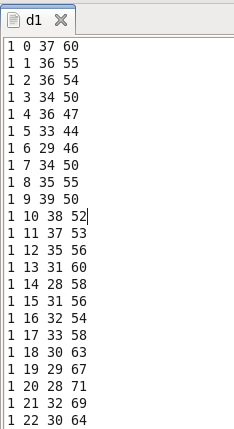 d1
1 0 37 60
1 1 36 55
1 2 36 54
1 3 34 50
1 4 36 47
1 5 33 44
1 6 29 46
1 7 34 50
1 8 35 55
1 9 39 50
1 10 38 52
1 11 37 53
1 12 35 56
1 13 31 60
1 14 28 58
1 15 31 56
1 16 32 54
1 17 33 58
1 18 30 63
1 19 29 67
1 20 28 71
1 21 32 69
1 22 30 64